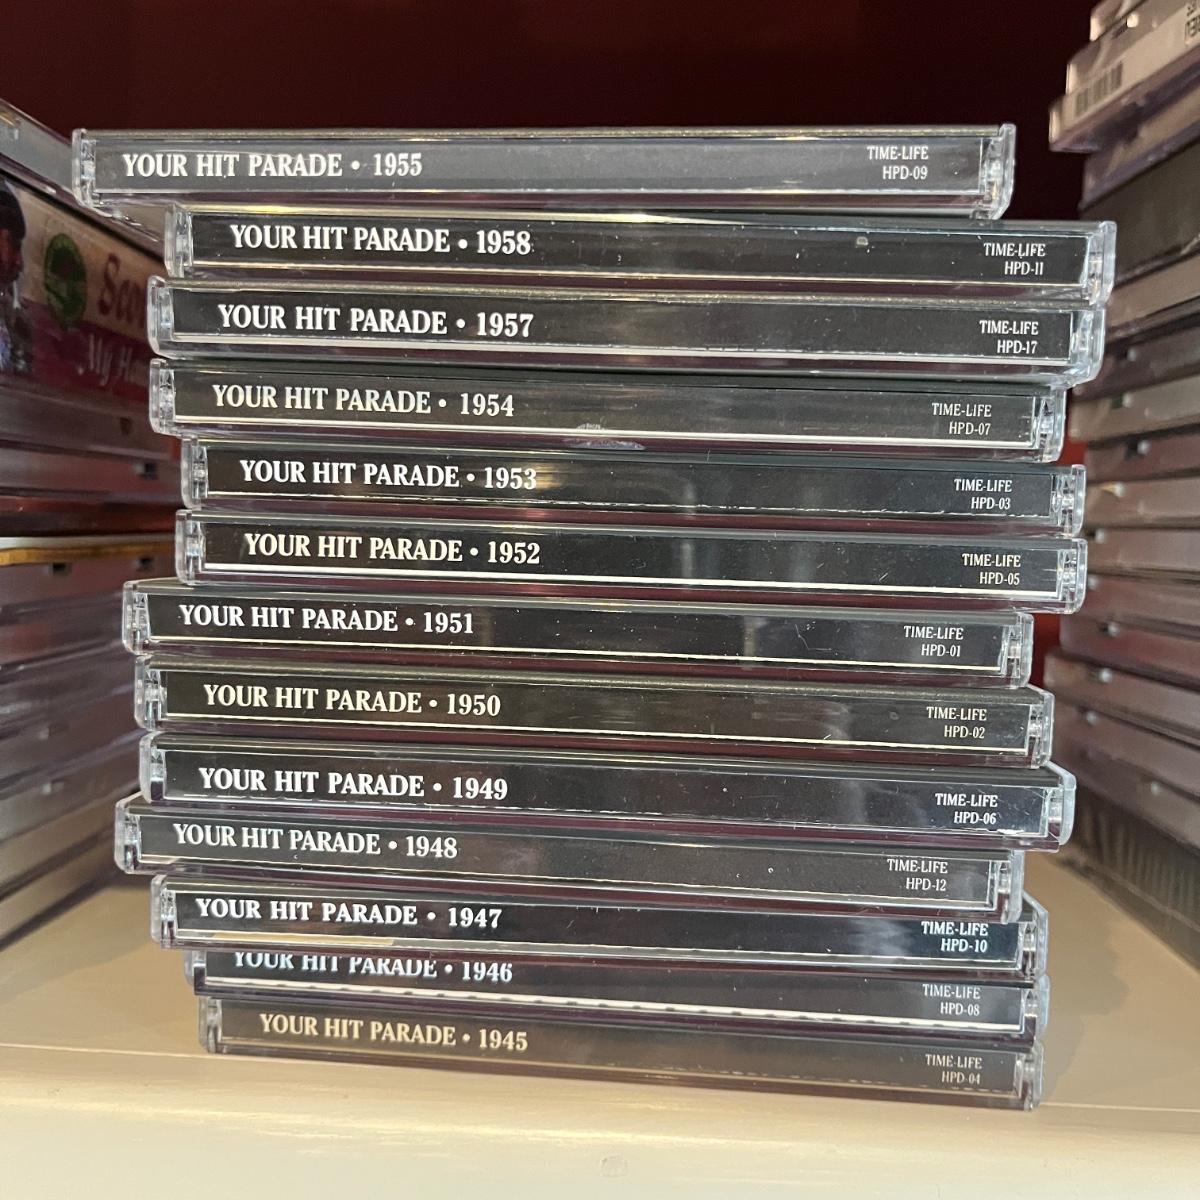 YOUR HIT PARADE • 1955
TIME-LIFE
HPD-09
YOUR HIT PARADE • 1958
TIME-LIFE
HPD-11
YOUR HIT PARADE • 1957
TIME-LIFE
HPD-17
YOUR HIT PARADE • 1954
TIME-LIFE
HPD-07
YOUR HIT PARADE • 1953
TIME-LIFE
HPD-03
YOUR HIT PARADE • 1952
TIME-LIFE
HPD-05
YOUR HIT PARADE • 1951
TIME-LIFE
HPD-01
YOUR HIT PARADE • 1950
TIME-LIFE
HPD-02
YOUR HIT PARADE • 1949
TIME-LIFE
HPD-06
YOUR HIT PARADE • 1948
TIME-LIFE
HPD-12
YOUR HIT PARADE • 1947
TIME-LIFE
HPD-10
YOUR HIT PARADE • 1946
TIME-LIFE
HPD-08
YOUR HIT PARADE • 1945
TIME-LIFE
HPD-04
My